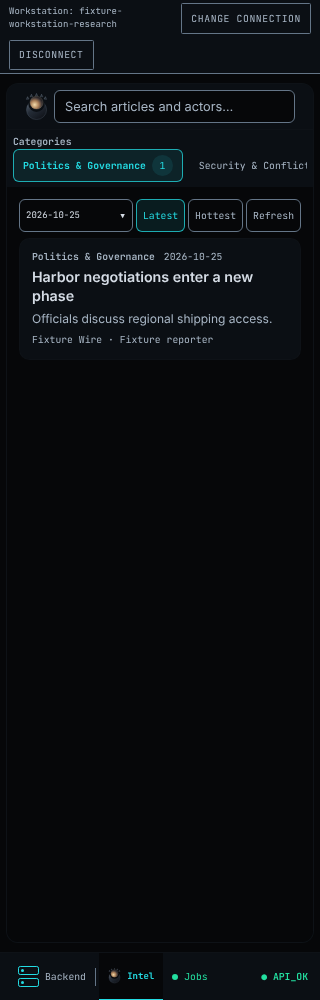 Workstation: fixture-
workstation-research
CHANGE CONNECTION
DISCONNECT
Search articles and actors...
Categories
Politics & Governance 1
Security & Conflict
2026-10-25
Latest
Hottest
Refresh
Politics & Governance 2026-10-25
Harbor negotiations enter a new
phase
Officials discuss regional shipping access.
Fixture Wire · Fixture reporter
Backend
Intel
Jobs
API_OK